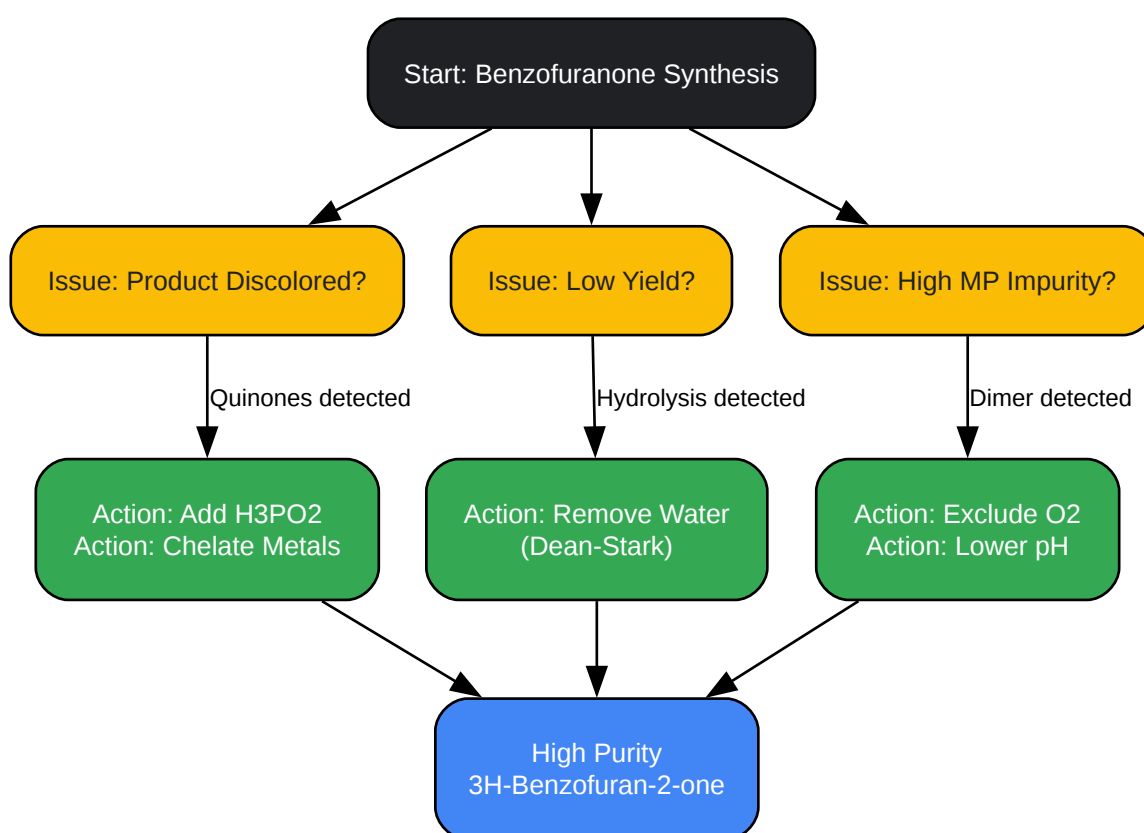 Start: Benzofuranone Synthesis
Issue: Product Discolored?
Issue: Low Yield?
Issue: High MP Impurity?
Quinones detected
Hydrolysis detected
Dimer detected
Action: Add H3PO2
Action: Chelate Metals
Action: Remove Water
(Dean-Stark)
Action: Exclude O2
Action: Lower pH
High Purity
3H-Benzofuran-2-one